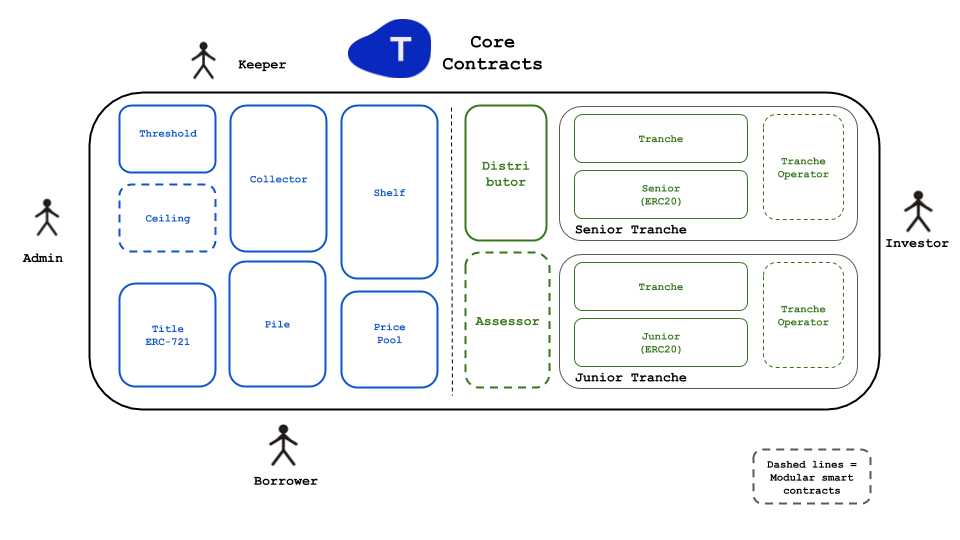 T
Core
Contracts
Keeper
Threshold
Ceiling
Title
ERC-721
Collector
Pile
Shelf
Price
Pool
Distri
butor
Assessor
Tranche
Senior
(ERC20)
Tranche
Operator
Senior Tranche
Tranche
Junior
(ERC20)
Tranche
Operator
Junior Tranche
Admin
Investor
Borrower
Dashed lines =
Modular smart
contracts